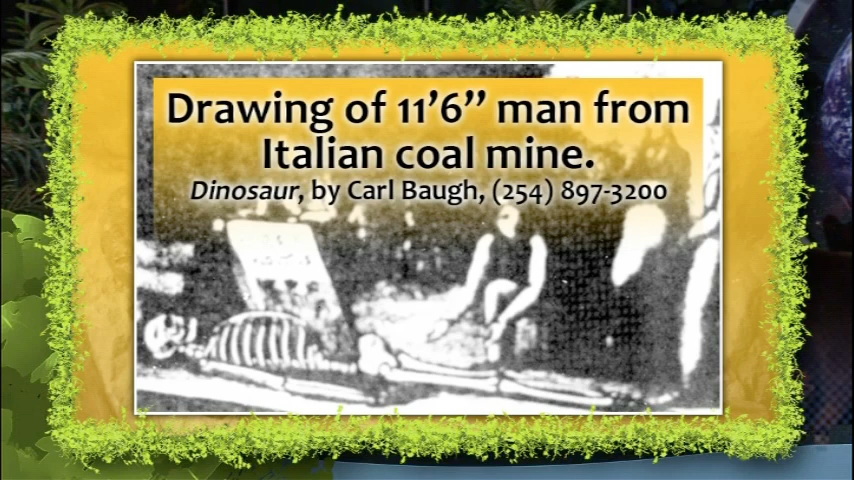 Drawing of 11’6” man from
Italian coal mine.
Dinosaur, by Carl Baugh, (254) 897-3200